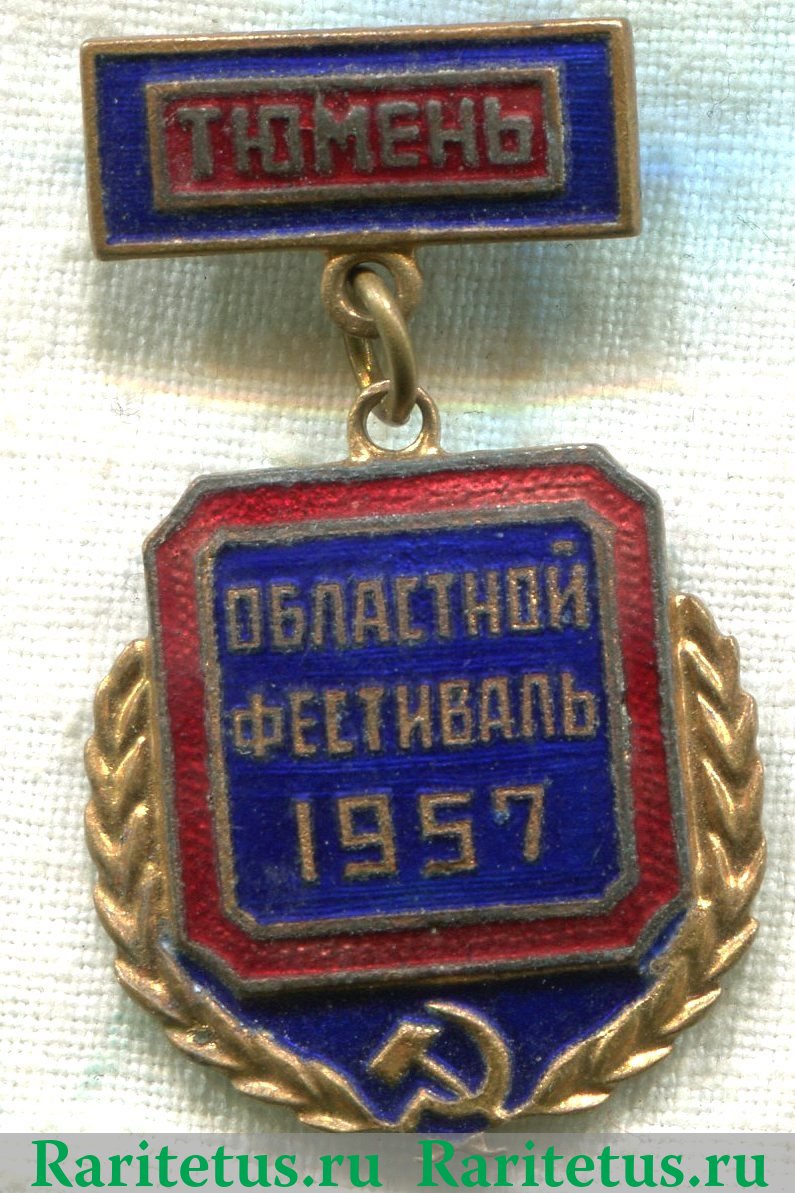 ТЮМЕНЬ
ОБЛАСТНОЙ
ФЕСТИВАЛЬ
1957
Raritetus.ru Raritetus.ru